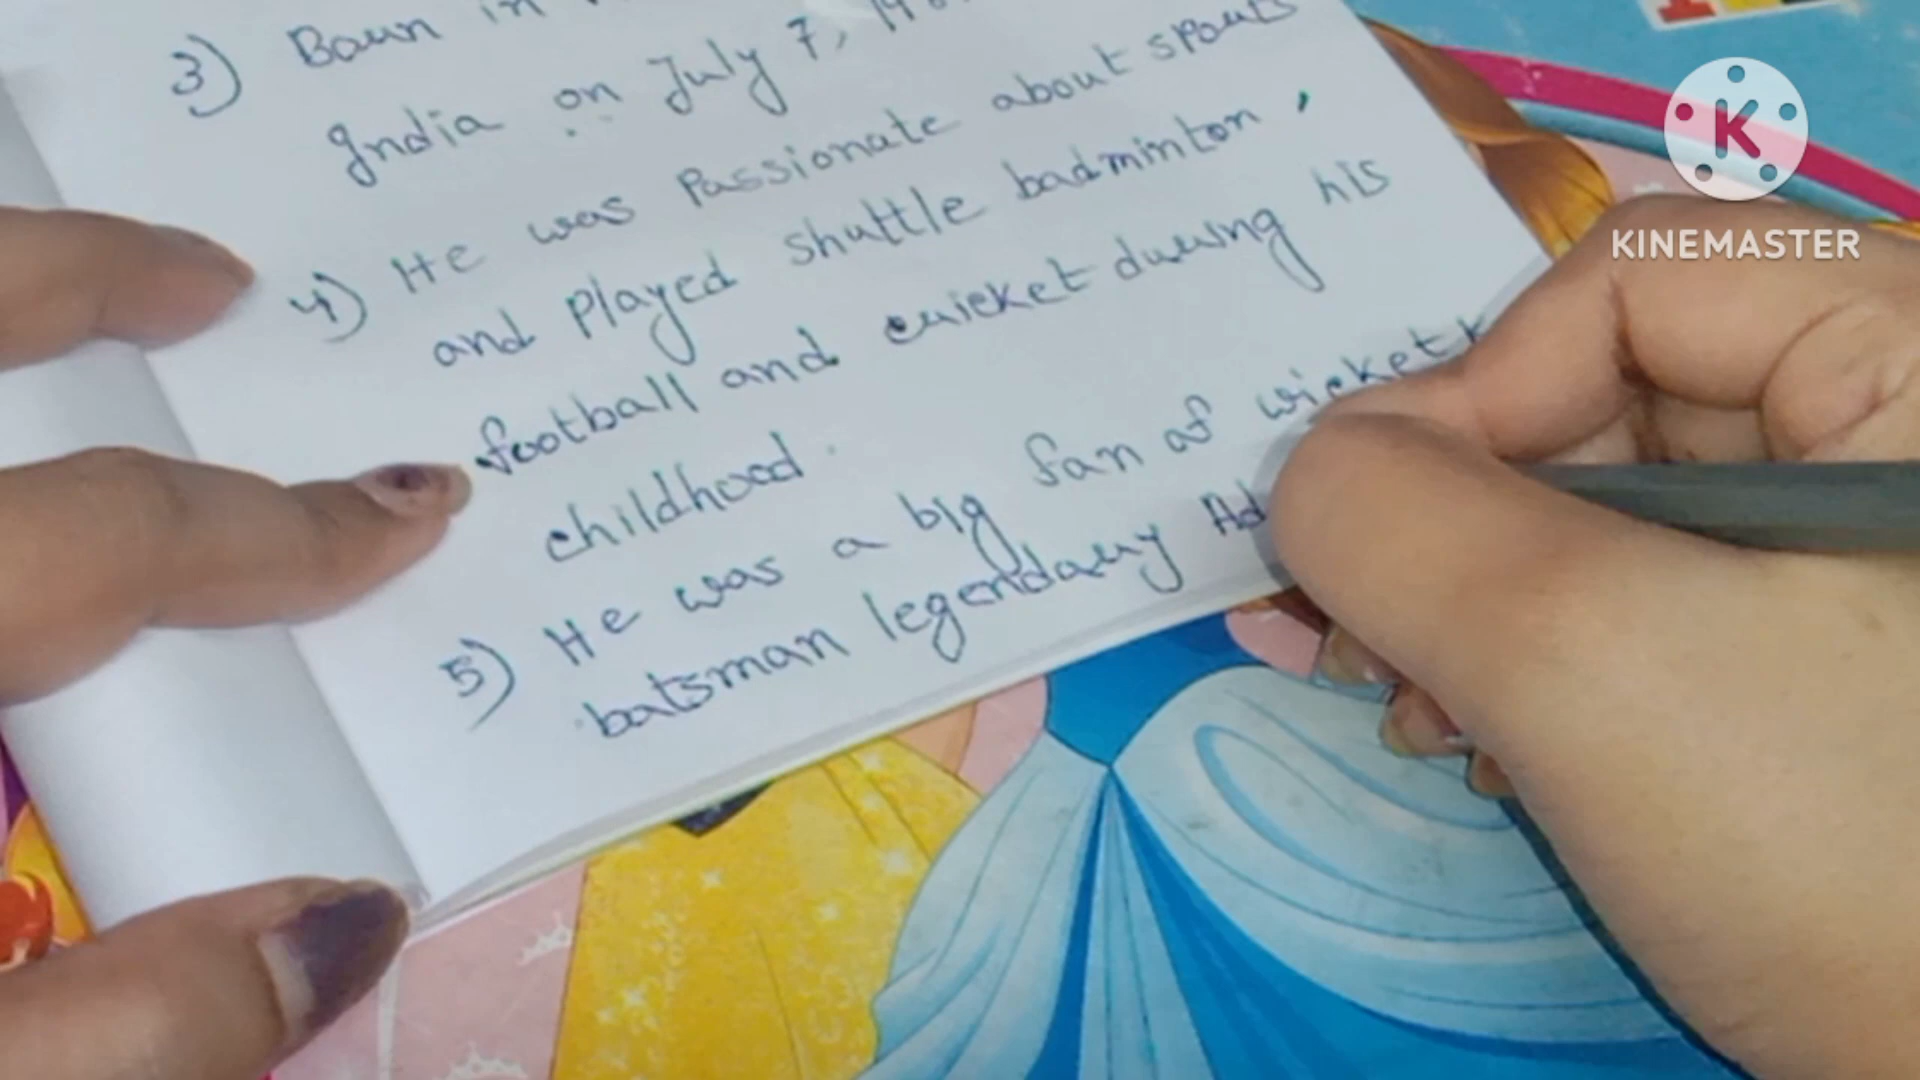 3) Born in
India on July 7,
4) He was Passionate about sports
and Played shuttle badminton,
football and cricket during his
childhood.
5) He was a big fan of wicket
batsman legendary Ad
K
KINEMASTER